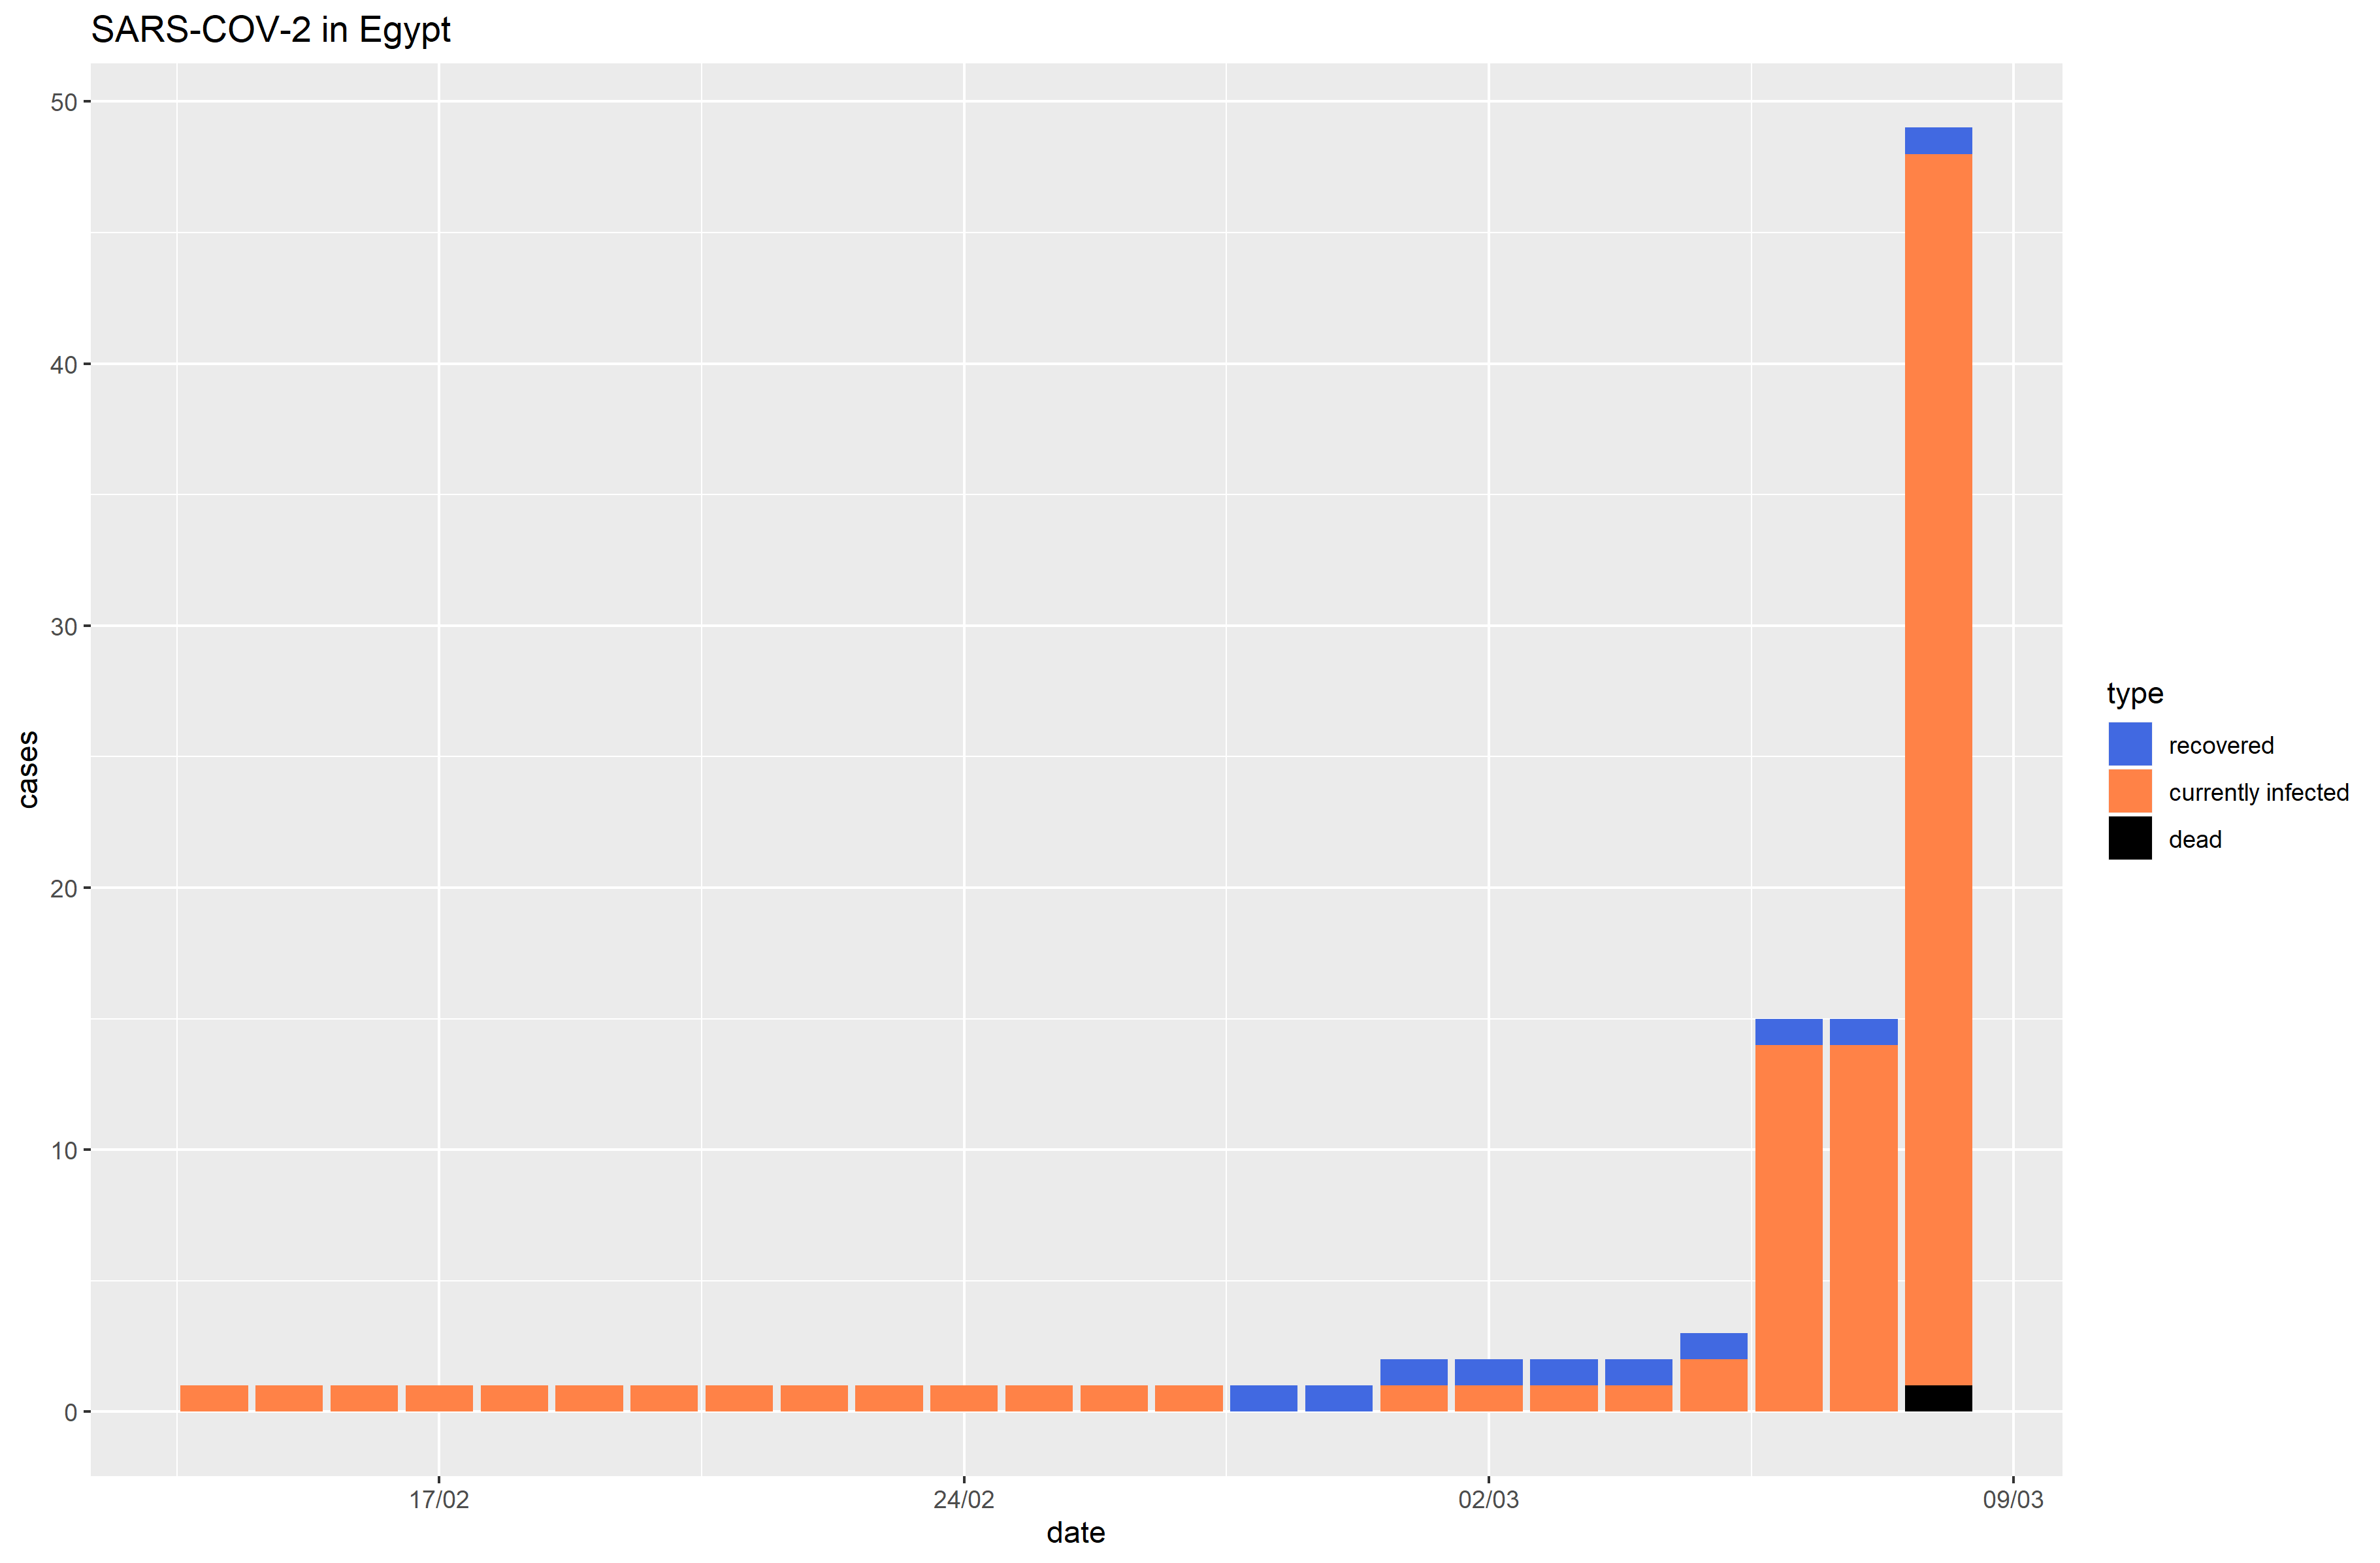 SARS-COV-2 in Egypt
50
40
30
20
10
0
cases
17/02 24/02 02/03 09/03
date
type
recovered
currently infected
dead